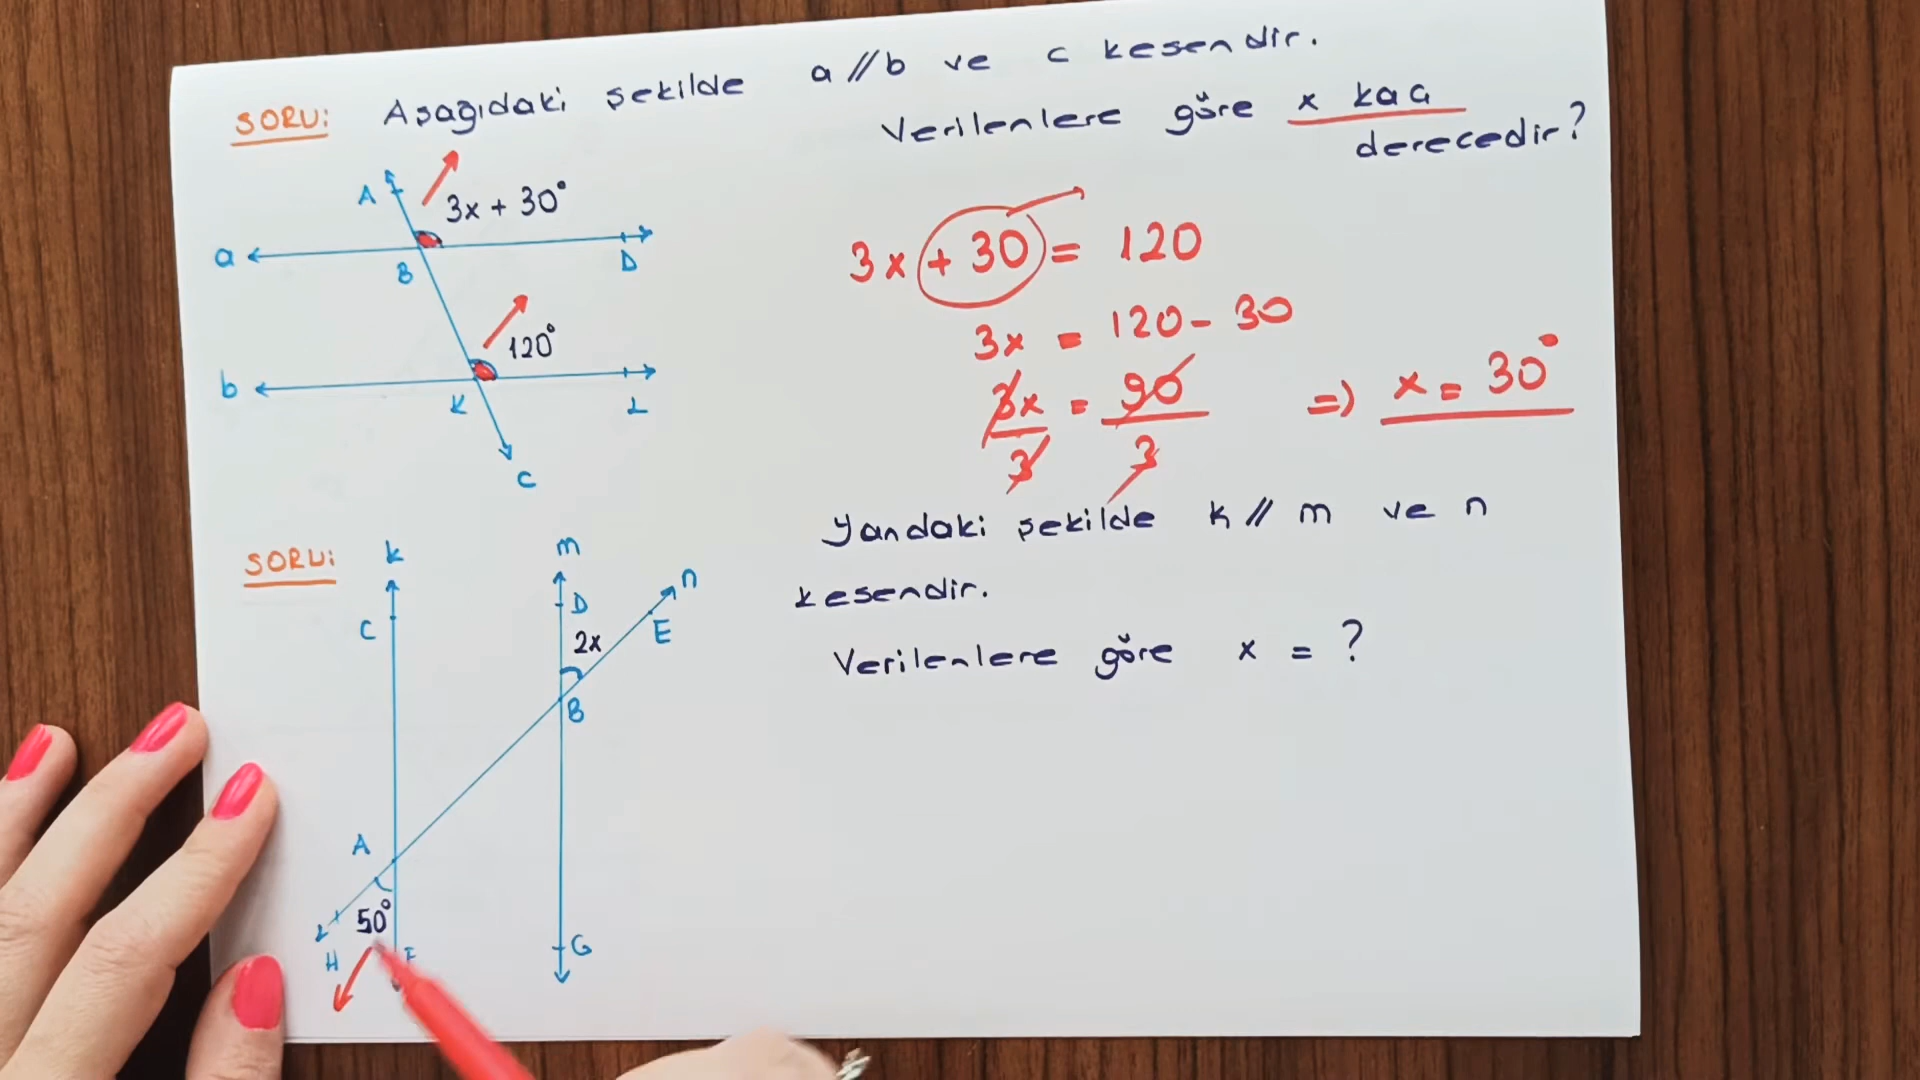 SORU: Aşağıdaki şekilde a // b ve c kesendir.
Verilenlere göre x kaç
derecedir?
A
3x + 30°
a
B
D
120°
b
K
L
C
3x + 30 = 120
3x = 120 - 30
3x = 90
3 3
=) x = 30°
SORU:
Yandaki şekilde k // m ve n
kesendir.
Verilenlere göre x = ?
k
m
n
C
D
E
2x
B
A
50°
H
F
G